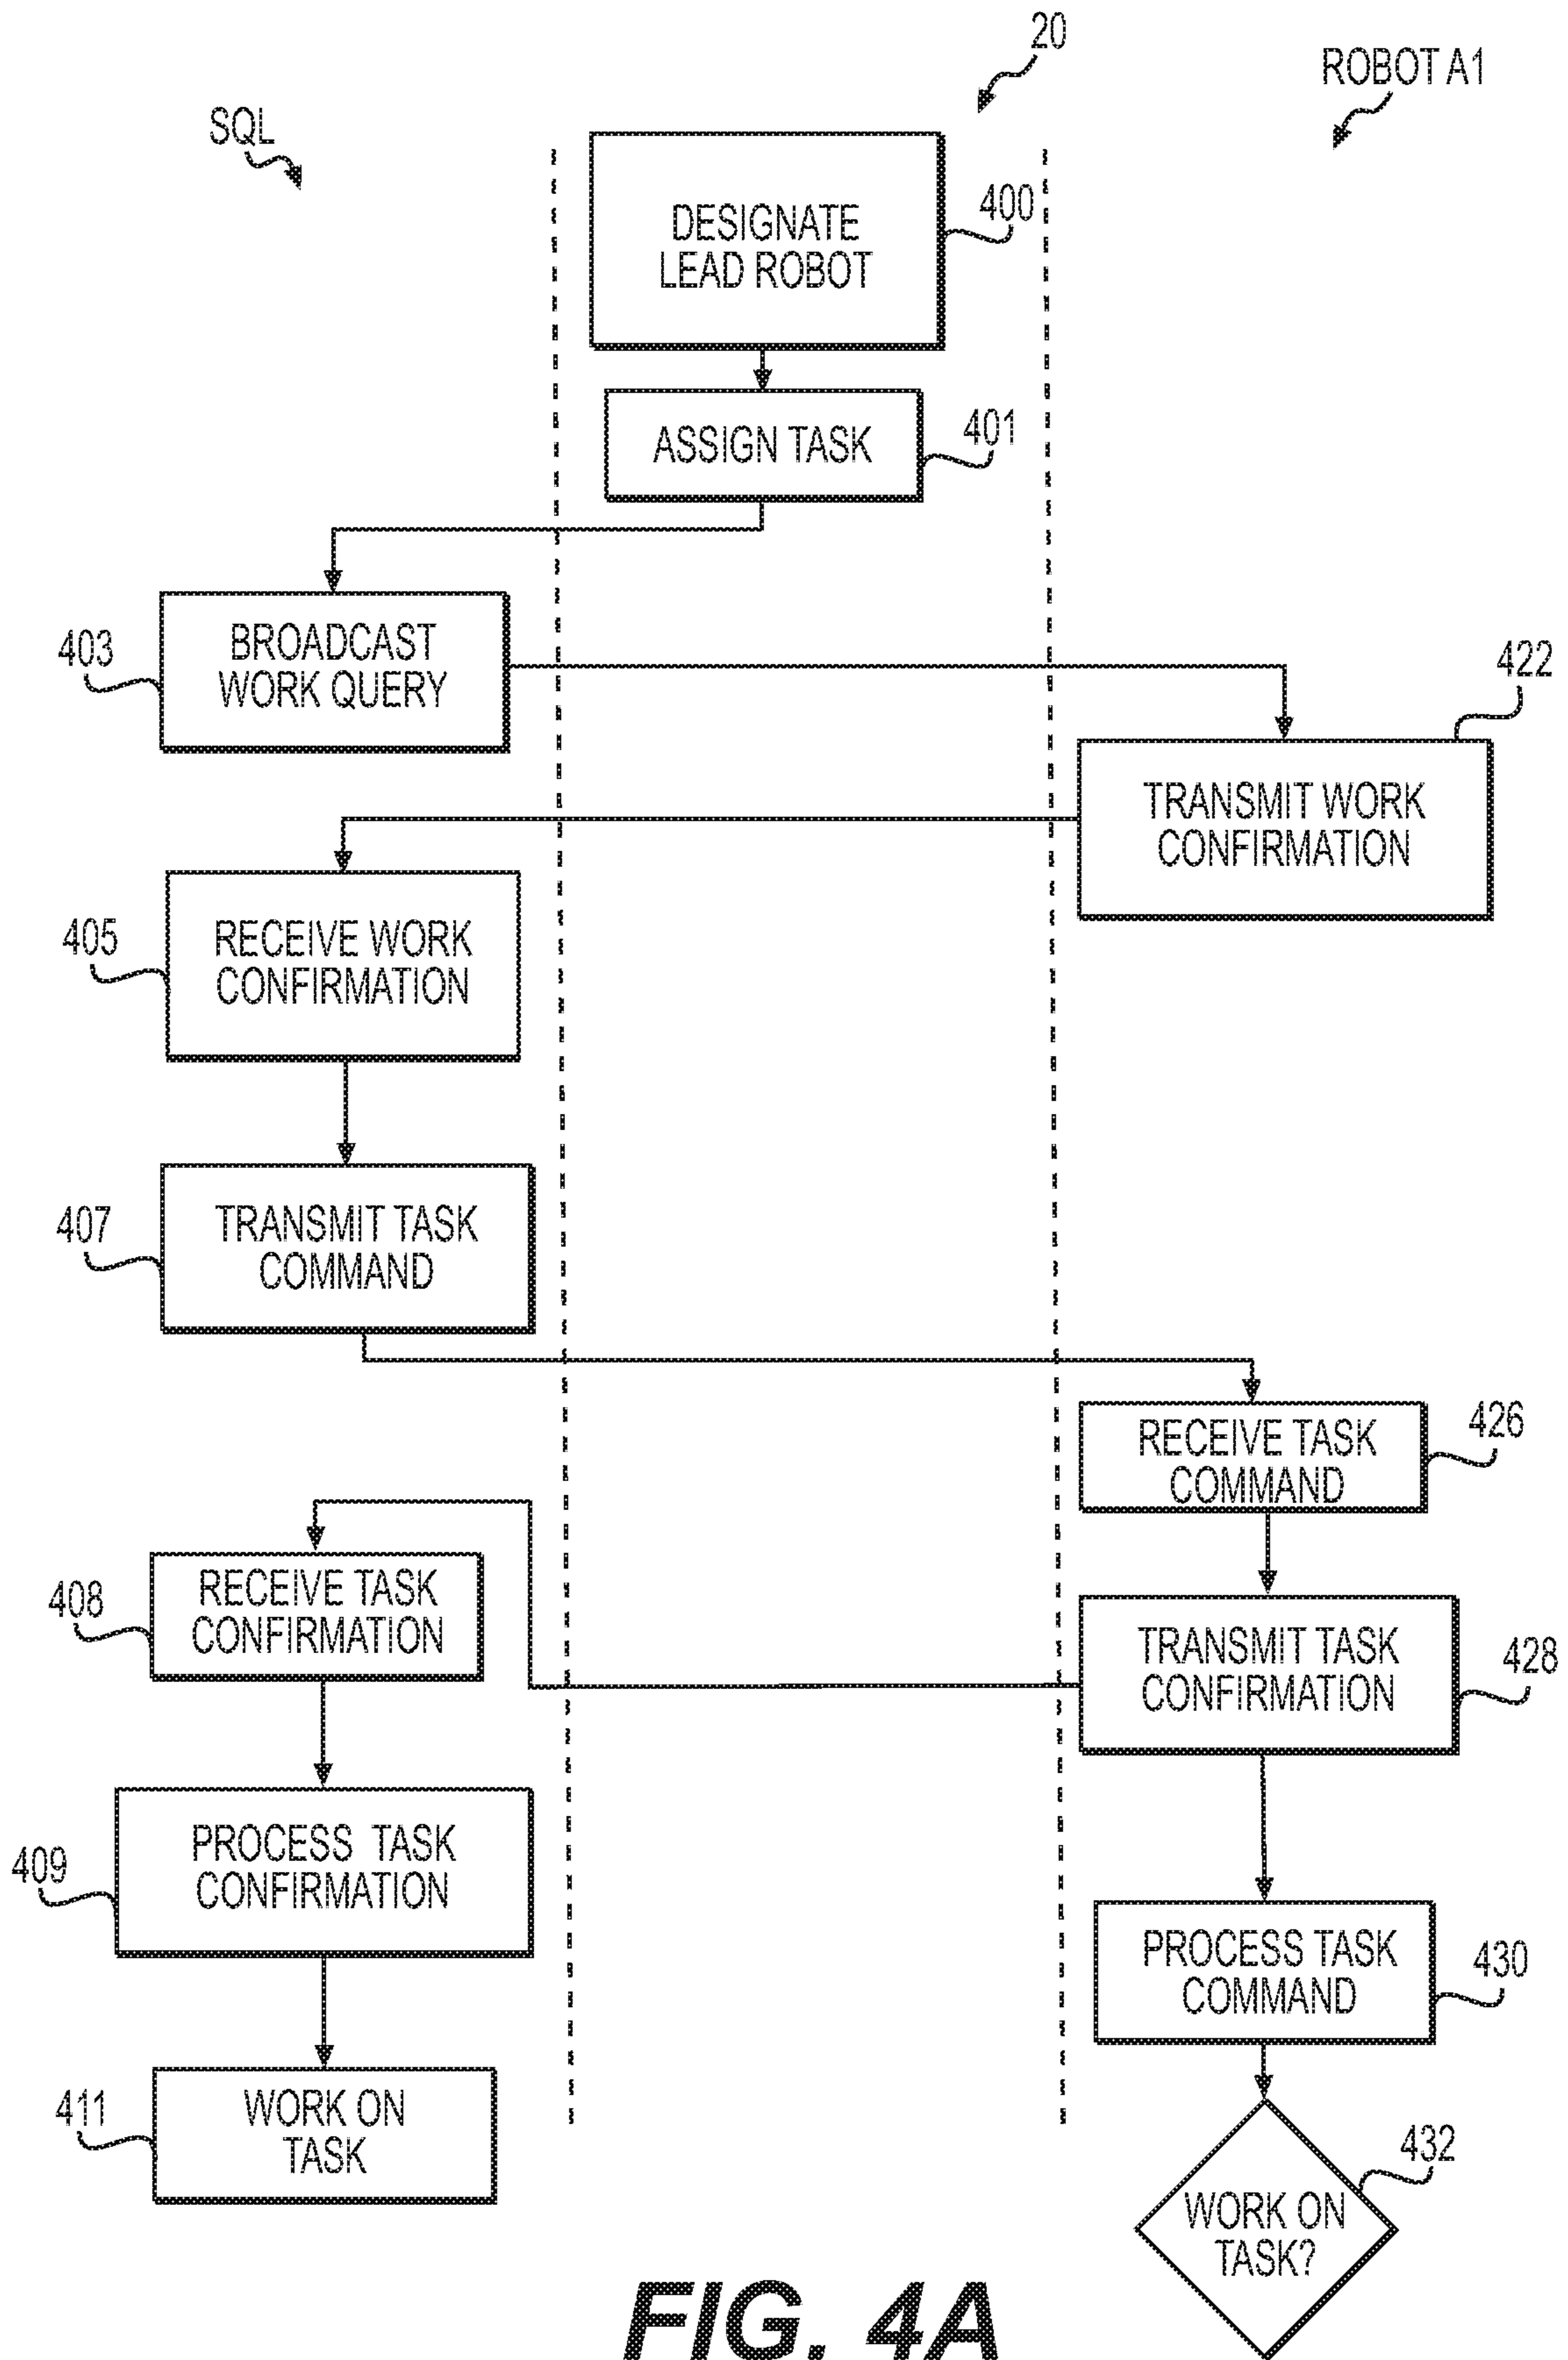 20
ROBOT A1
SQL
DESIGNATE
LEAD ROBOT
400
ASSIGN TASK
401
BROADCAST
WORK QUERY
403
422
TRANSMIT WORK
CONFIRMATION
RECEIVE WORK
CONFIRMATION
405
TRANSMIT TASK
COMMAND
407
RECEIVE TASK
COMMAND
426
RECEIVE TASK
CONFIRMATION
408
TRANSMIT TASK
CONFIRMATION
428
PROCESS TASK
CONFIRMATION
409
PROCESS TASK
COMMAND
430
WORK ON
TASK
411
432
WORK ON
TASK?
FIG. 4A